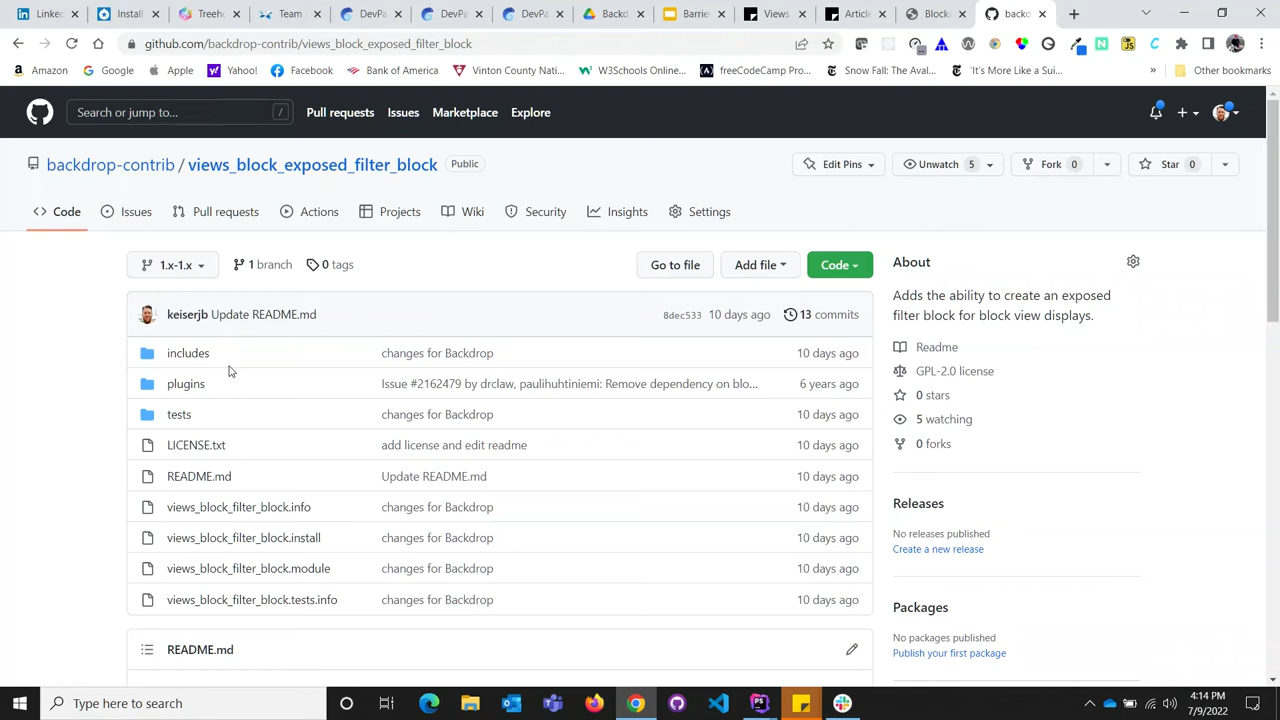 Linked
Install
Treeh
Team
DevPa
DevPa
DevPa
Backd
Barrie
Views
Article
Block
backd
github.com/backdrop-contrib/views_block_exposed_filter_block
Amazon
Google
Apple
Yahoo!
Facebook
Bank of America
Vinton County Nati...
W3Schools Online...
freeCodeCamp Pro...
Snow Fall: The Aval...
'It's More Like a Sui...
»
Other bookmarks
Search or jump to...
/
Pull requests
Issues
Marketplace
Explore
backdrop-contrib / views_block_exposed_filter_block
Public
Edit Pins
Unwatch 5
Fork 0
Star 0
Code
Issues
Pull requests
Actions
Projects
Wiki
Security
Insights
Settings
1.x-1.x
1 branch
0 tags
Go to file
Add file
Code
keiserjb Update README.md
8dec533 10 days ago
13 commits
includes
changes for Backdrop
10 days ago
plugins
Issue #2162479 by drclaw, paulihuhtiniemi: Remove dependency on blo...
6 years ago
tests
changes for Backdrop
10 days ago
LICENSE.txt
add license and edit readme
10 days ago
README.md
Update README.md
10 days ago
views_block_filter_block.info
changes for Backdrop
10 days ago
views_block_filter_block.install
changes for Backdrop
10 days ago
views_block_filter_block.module
changes for Backdrop
10 days ago
views_block_filter_block.tests.info
changes for Backdrop
10 days ago
README.md
About
Adds the ability to create an exposed
filter block for block view displays.
Readme
GPL-2.0 license
0 stars
5 watching
0 forks
Releases
No releases published
Create a new release
Packages
No packages published
Publish your first package
Type here to search
4:14 PM
7/9/2022